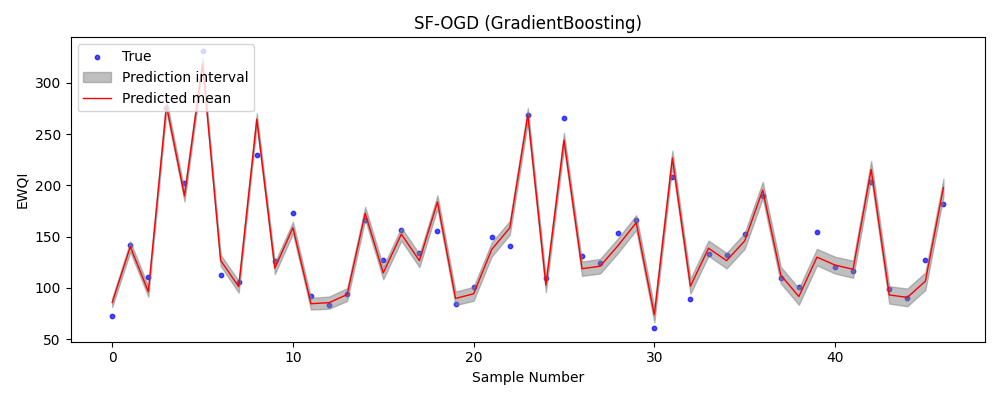 SF-OGD (GradientBoosting)
True
Prediction interval
Predicted mean
EWQI
300
250
200
150
100
50
0
10
20
30
40
Sample Number